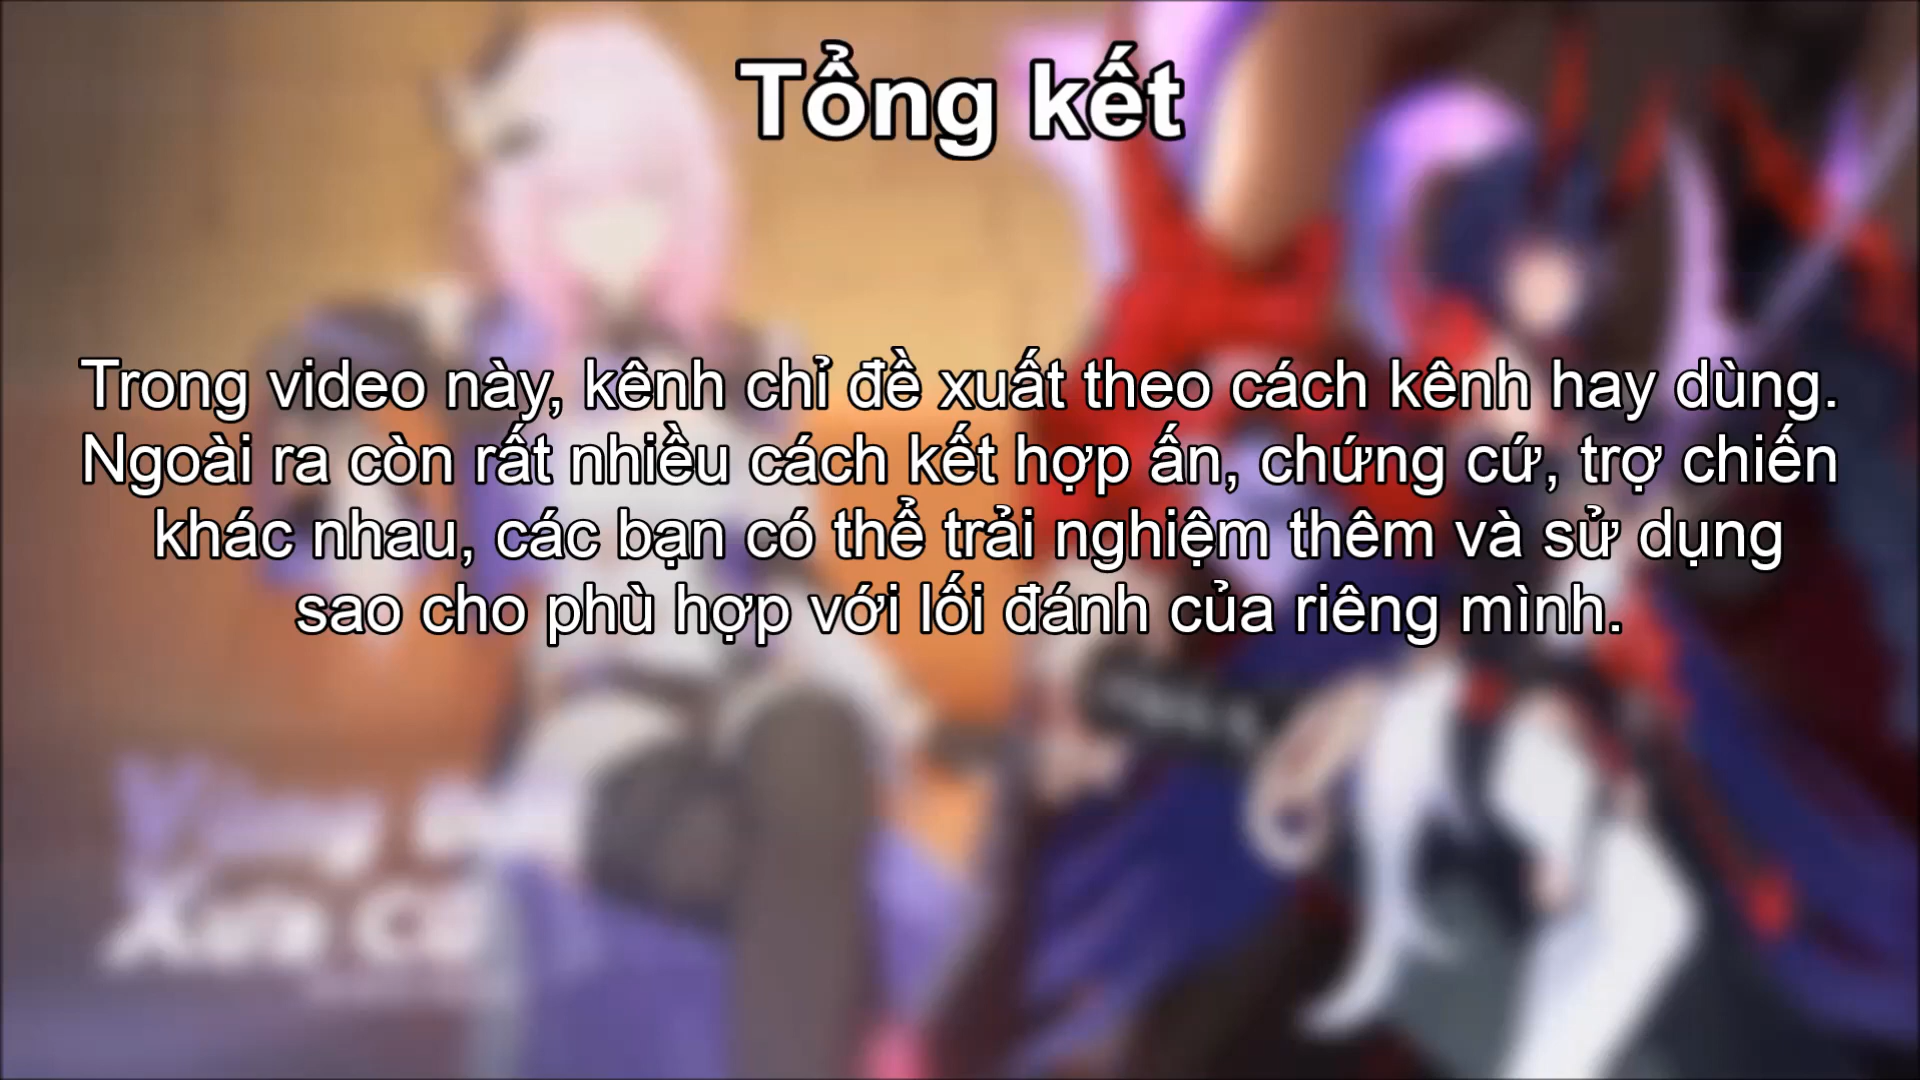 Tổng kết
Trong video này, kênh chỉ đề xuất theo cách kênh hay dùng.
Ngoài ra còn rất nhiều cách kết hợp ấn, chứng cứ, trợ chiến
khác nhau, các bạn có thể trải nghiệm thêm và sử dụng
sao cho phù hợp với lối đánh của riêng mình.